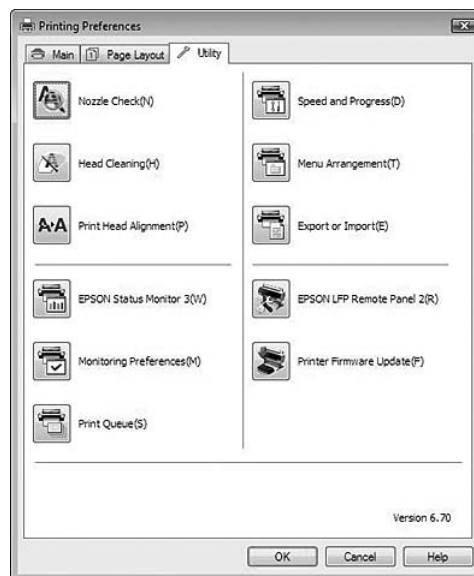 Printing Preferences
Main
1 Page Layout
Utility
Nozzle Check(N)
Head Cleaning(H)
A▸A Print Head Alignment(P)
EPSON Status Monitor 3(W)
Monitoring Preferences(M)
Print Queue(S)
Speed and Progress(D)
Menu Arrangement(T)
Export or Import(E)
EPSON LFP Remote Panel 2(R)
Printer Firmware Update(F)
Version 6.70
OK
Cancel
Help